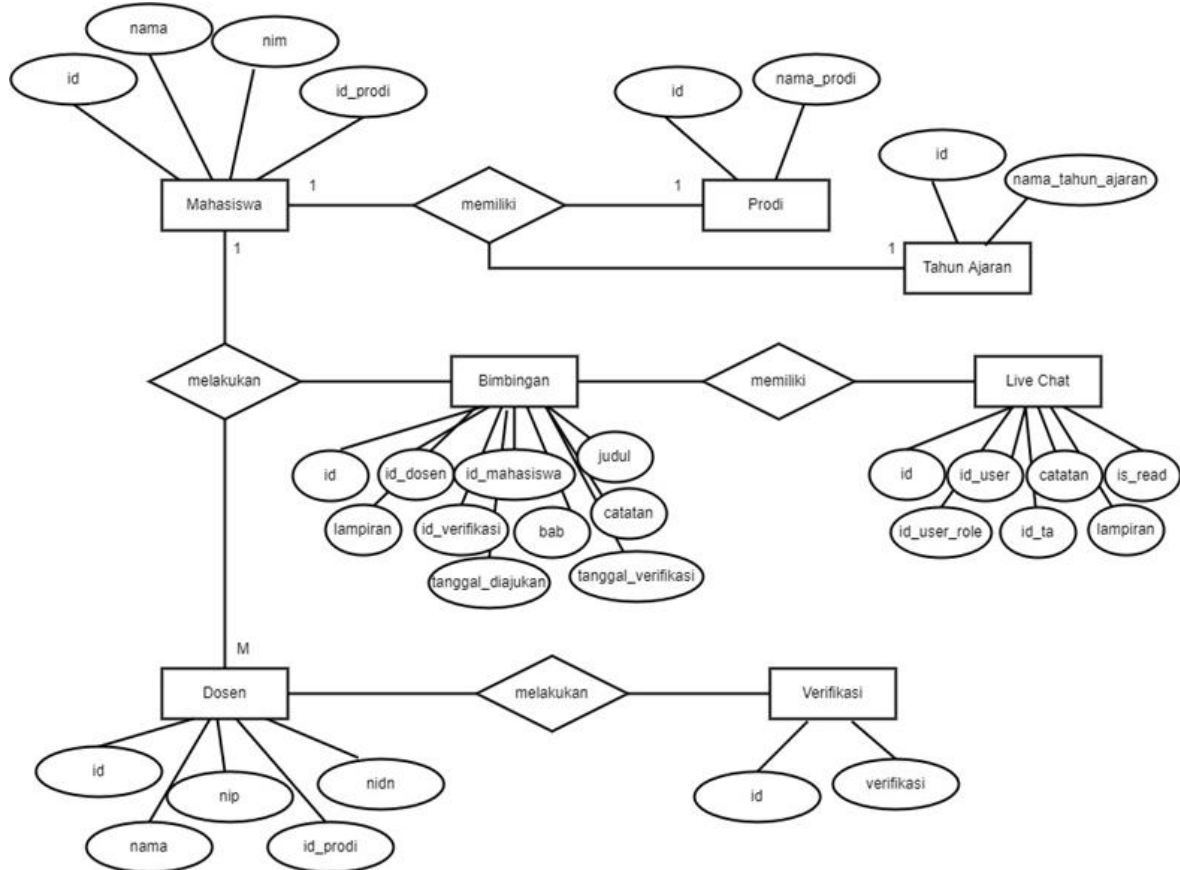 nama
nim
id
id_prodi
id
nama_prodi
id
nama_tahun_ajaran
Mahasiswa
1
memiliki
1
Prodi
1
1
Tahun Ajaran
melakukan
Bimbingan
memiliki
Live Chat
id
id_dosen
id_mahasiswa
judul
id
id_user
catatan
is_read
lampiran
id_verifikasi
bab
catatan
id_user_role
id_ta
lampiran
tanggal_diajukan
tanggal_verifikasi
M
Dosen
melakukan
Verifikasi
id
nip
nidn
id
verifikasi
nama
id_prodi